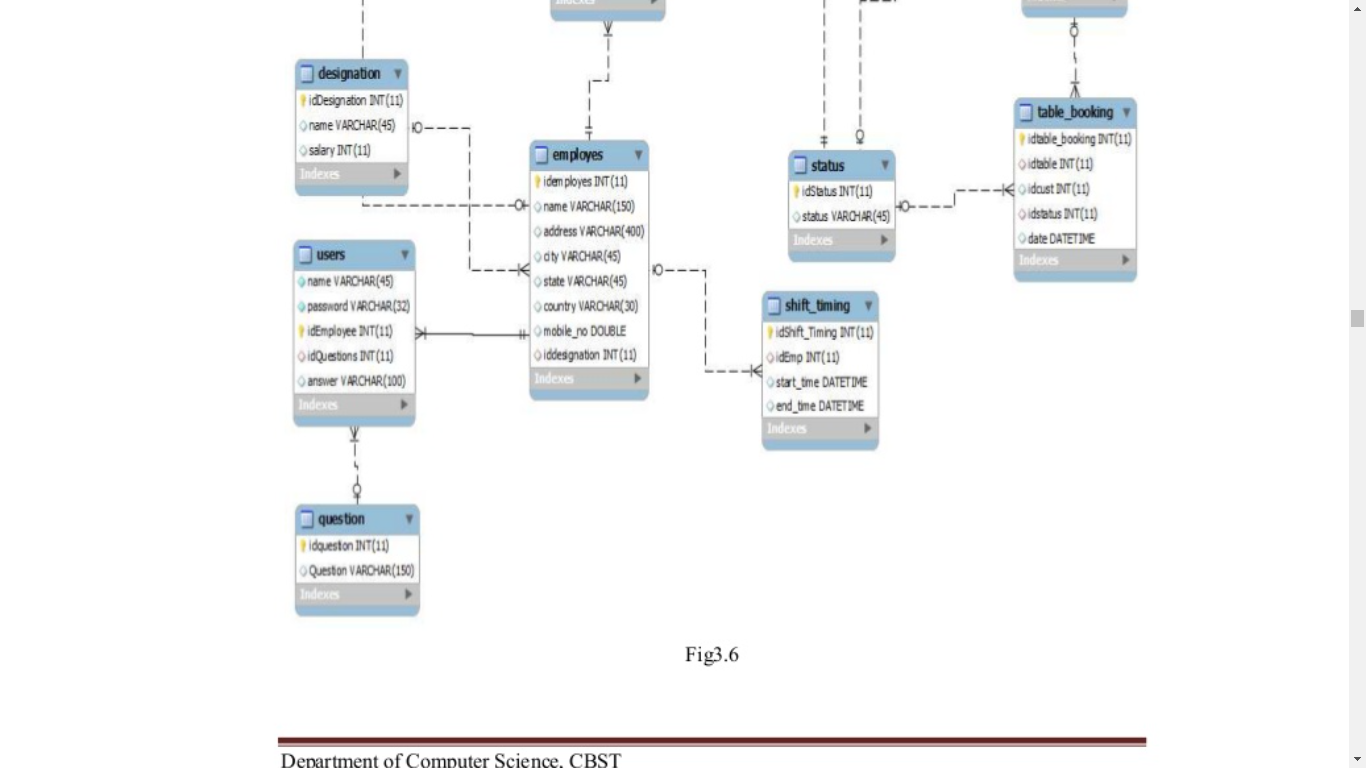 Indexes
Indexes
designation
idDesignation INT(11)
name VARCHAR(45)
salary INT(11)
Indexes
employes
idemployes INT(11)
name VARCHAR(150)
address VARCHAR(400)
city VARCHAR(45)
state VARCHAR(45)
country VARCHAR(30)
mobile_no DOUBLE
iddesignation INT(11)
Indexes
status
idStatus INT(11)
status VARCHAR(45)
Indexes
table_booking
idtable_booking INT(11)
idtable INT(11)
idcust INT(11)
idstatus INT(11)
date DATETIME
Indexes
users
name VARCHAR(45)
password VARCHAR(32)
idEmployee INT(11)
idQuestions INT(11)
answer VARCHAR(100)
Indexes
shift_timing
idShift_Timing INT(11)
idEmp INT(11)
start_time DATETIME
end_time DATETIME
Indexes
question
idquestion INT(11)
Question VARCHAR(150)
Indexes
Fig3.6
Department of Computer Science, CBST